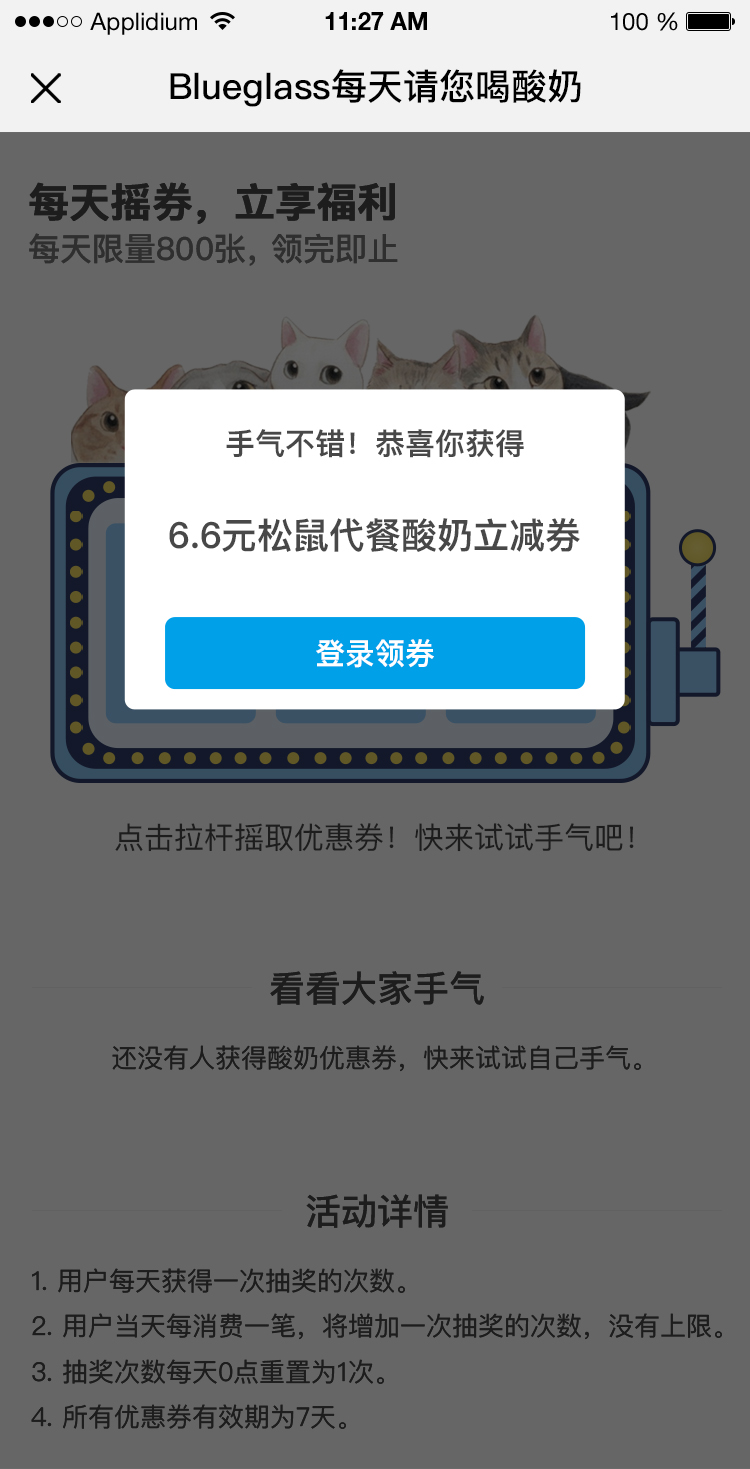 Applidium 11:27 AM 100 %
Blueglass每天请您喝酸奶
每天摇券，立享福利
每天限量800张, 领完即止
手气不错！恭喜你获得
6.6元松鼠代餐酸奶立减券
登录领券
点击拉杆摇取优惠券！快来试试手气吧！
看看大家手气
还没有人获得酸奶优惠券，快来试试自己手气。
活动详情
1. 用户每天获得一次抽奖的次数。
2. 用户当天每消费一笔，将增加一次抽奖的次数，没有上限。
3. 抽奖次数每天0点重置为1次。
4. 所有优惠券有效期为7天。